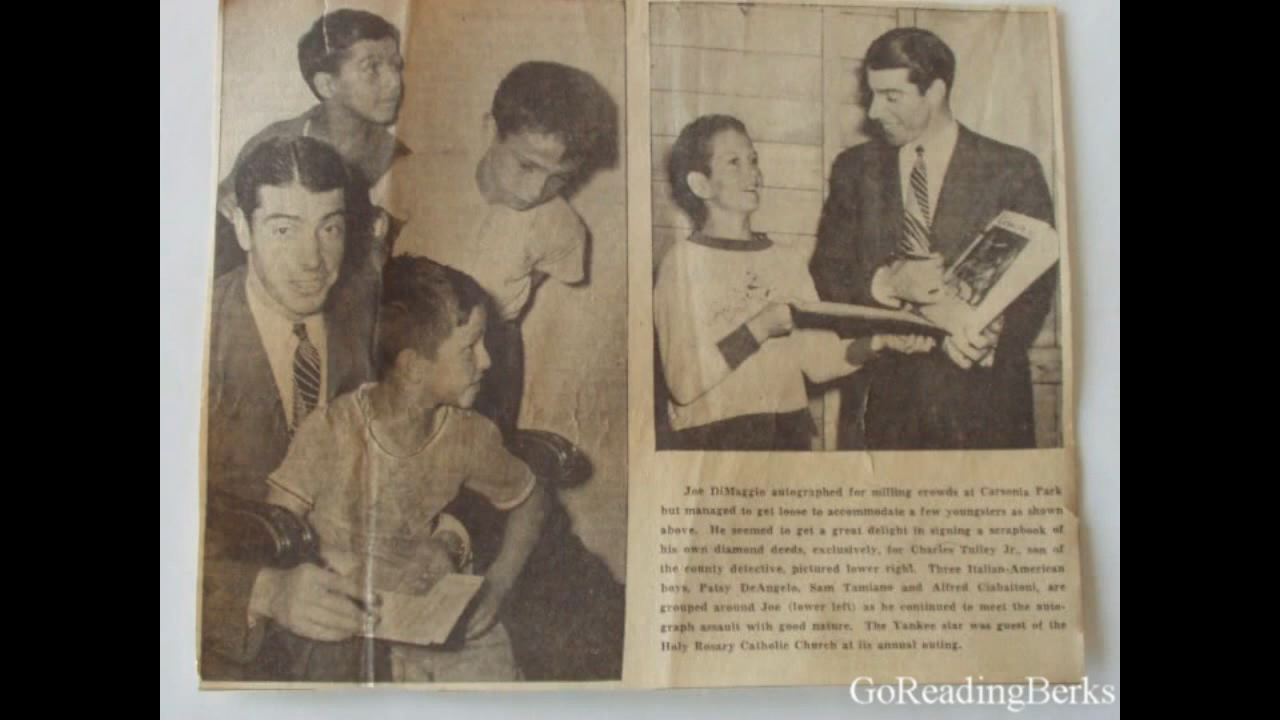 Joe DiMaggio autographed for milling crowds at Carsonia Park
but managed to get loose to accommodate a few youngsters as shown
above. He seemed to get a great delight in signing a scrapbook of
his own diamond deeds, exclusively, for Charles Tulley Jr., son of
the county detective, pictured lower right. Three Italian-American
boys, Patsy DeAngelo, Sam Tamiano and Alfred Ciabattoni, are
grouped around Joe (lower left) as he continued to meet the auto-
graph assault with good nature. The Yankee star was guest of the
Holy Rosary Catholic Church at its annual outing.
GoReadingBerks